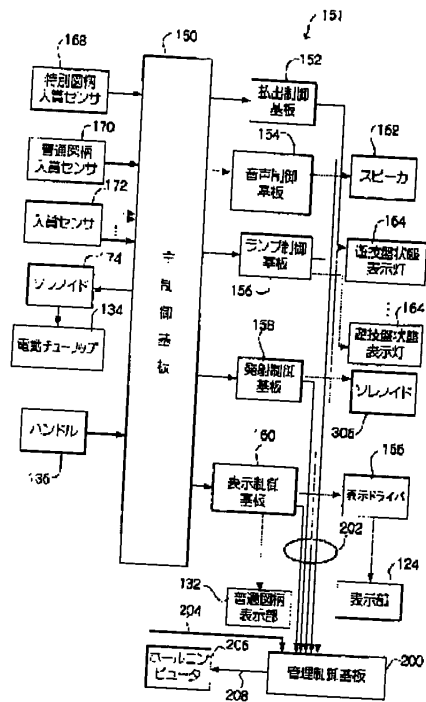 151
168
150
152
特別図柄
入賞センサ
払出制御
基板
170
154
162
普通図柄
入賞センサ
音声制御
基板
スピーカ
172
入賞センサ
164
ランプ制御
基板
遊技盤状態
表示灯
174
156
ソレノイド
主制御基板
134
164
158
電動チューリップ
遊技盤状態
表示灯
発射制御
基板
ソレノイド
306
ハンドル
160
136
表示制御
基板
表示ドライバ
202
124
132
普通図柄
表示部
表示部
204
206
ホールコンピュータ
管理制御基板
200
208